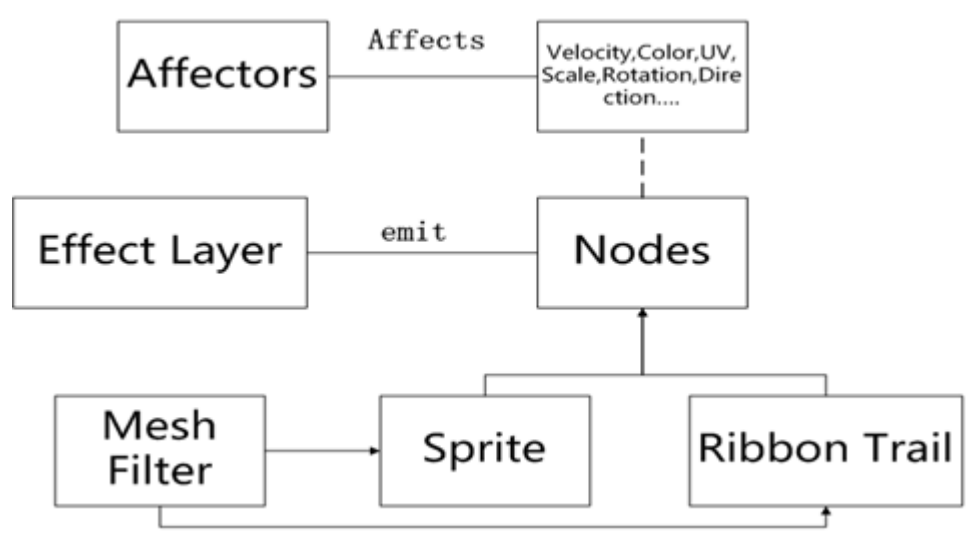 Affects
Affectors
Velocity,Color,UV,
Scale,Rotation,Dire
ction....
emit
Effect Layer
Nodes
Mesh
Filter
Sprite
Ribbon Trail